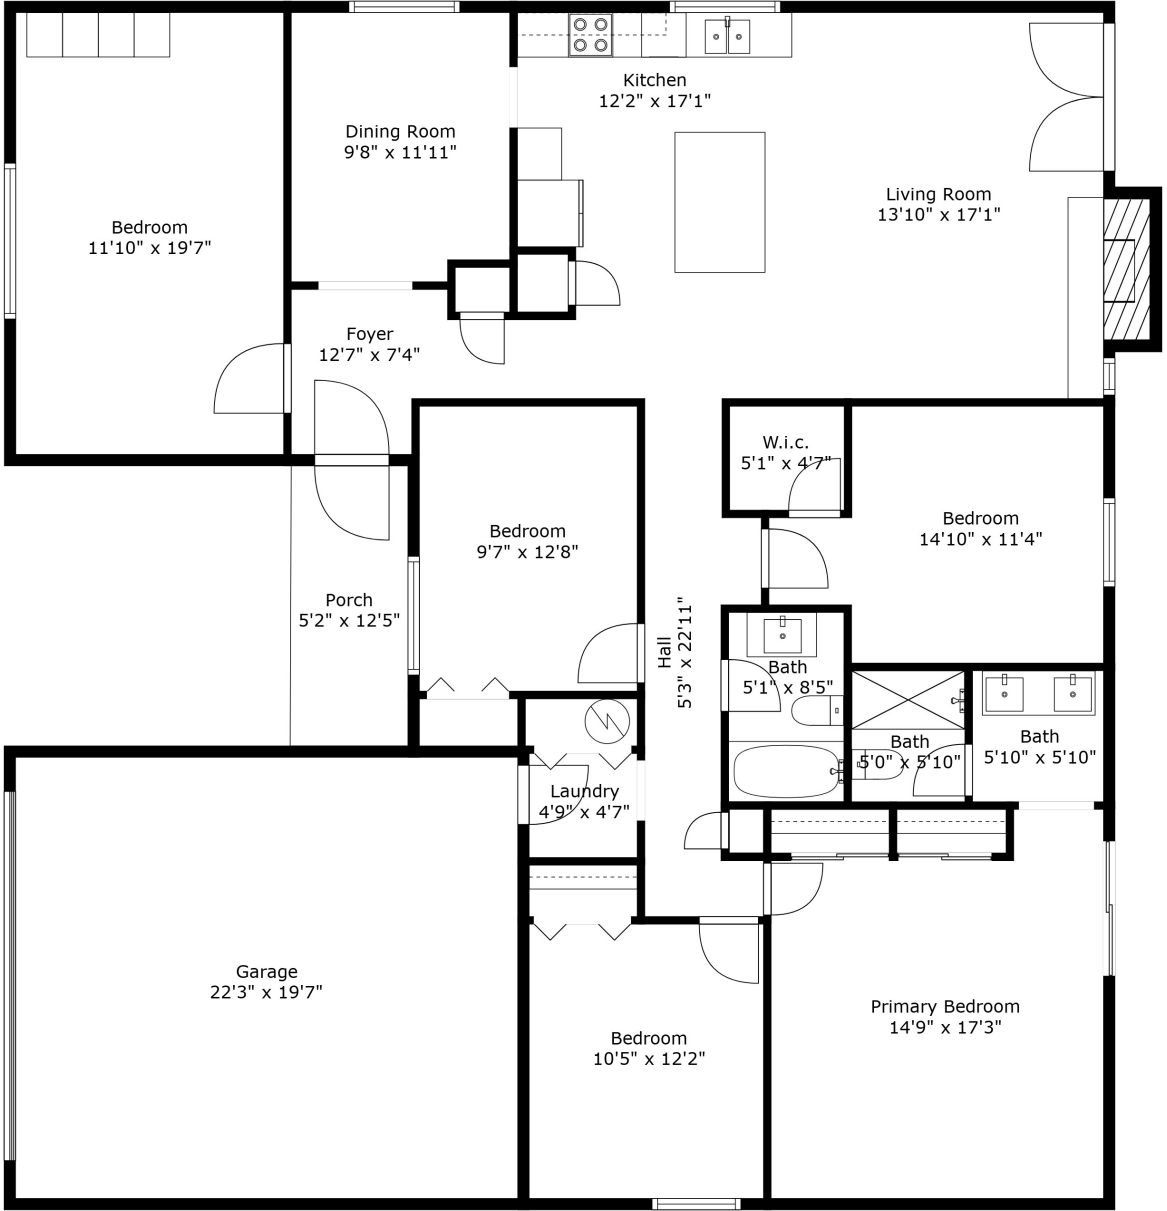 Kitchen
12'2" x 17'1"
Dining Room
9'8" x 11'11"
Living Room
13'10" x 17'1"
Bedroom
11'10" x 19'7"
Foyer
12'7" x 7'4"
W.i.c.
5'1" x 4'7"
Bedroom
9'7" x 12'8"
Bedroom
14'10" x 11'4"
Porch
5'2" x 12'5"
Hall
5'3" x 22'11"
Bath
5'1" x 8'5"
Bath
5'0" x 5'10"
Bath
5'10" x 5'10"
Laundry
4'9" x 4'7"
Garage
22'3" x 19'7"
Primary Bedroom
14'9" x 17'3"
Bedroom
10'5" x 12'2"